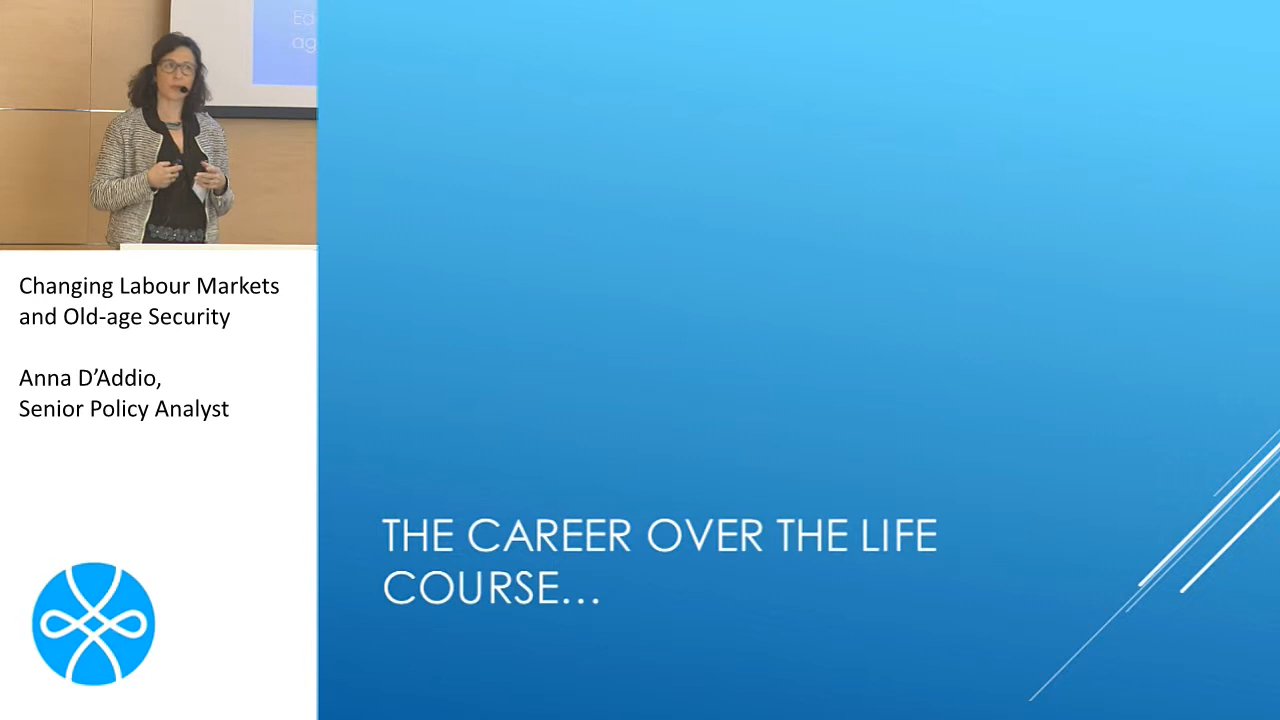 Changing Labour Markets
and Old-age Security
Anna D’Addio,
Senior Policy Analyst
THE CAREER OVER THE LIFE
COURSE…